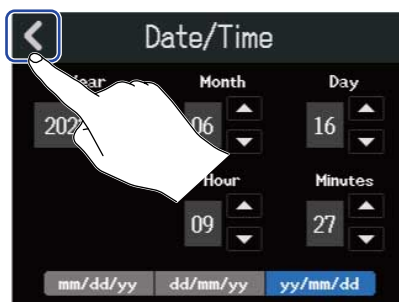 Date/Time
Year Month Day
06 16
Hour Minutes
09 27
mm/dd/yy dd/mm/yy yy/mm/dd